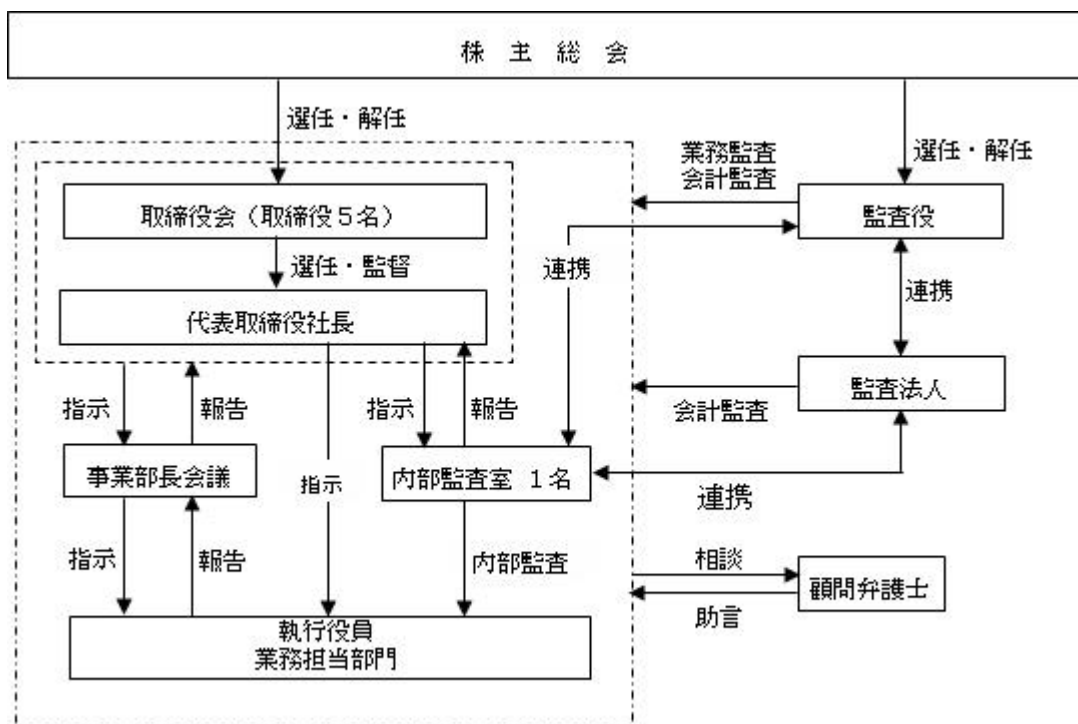 株主総会
選任・解任
選任・解任
業務監査
会計監査
取締役会（取締役５名）
監査役
選任・監督
連携
連携
代表取締役社長
監査法人
会計監査
指示
報告
指示
報告
事業部長会議
指示
内部監査室 １名
連携
指示
報告
内部監査
相談
顧問弁護士
助言
執行役員
業務担当部門